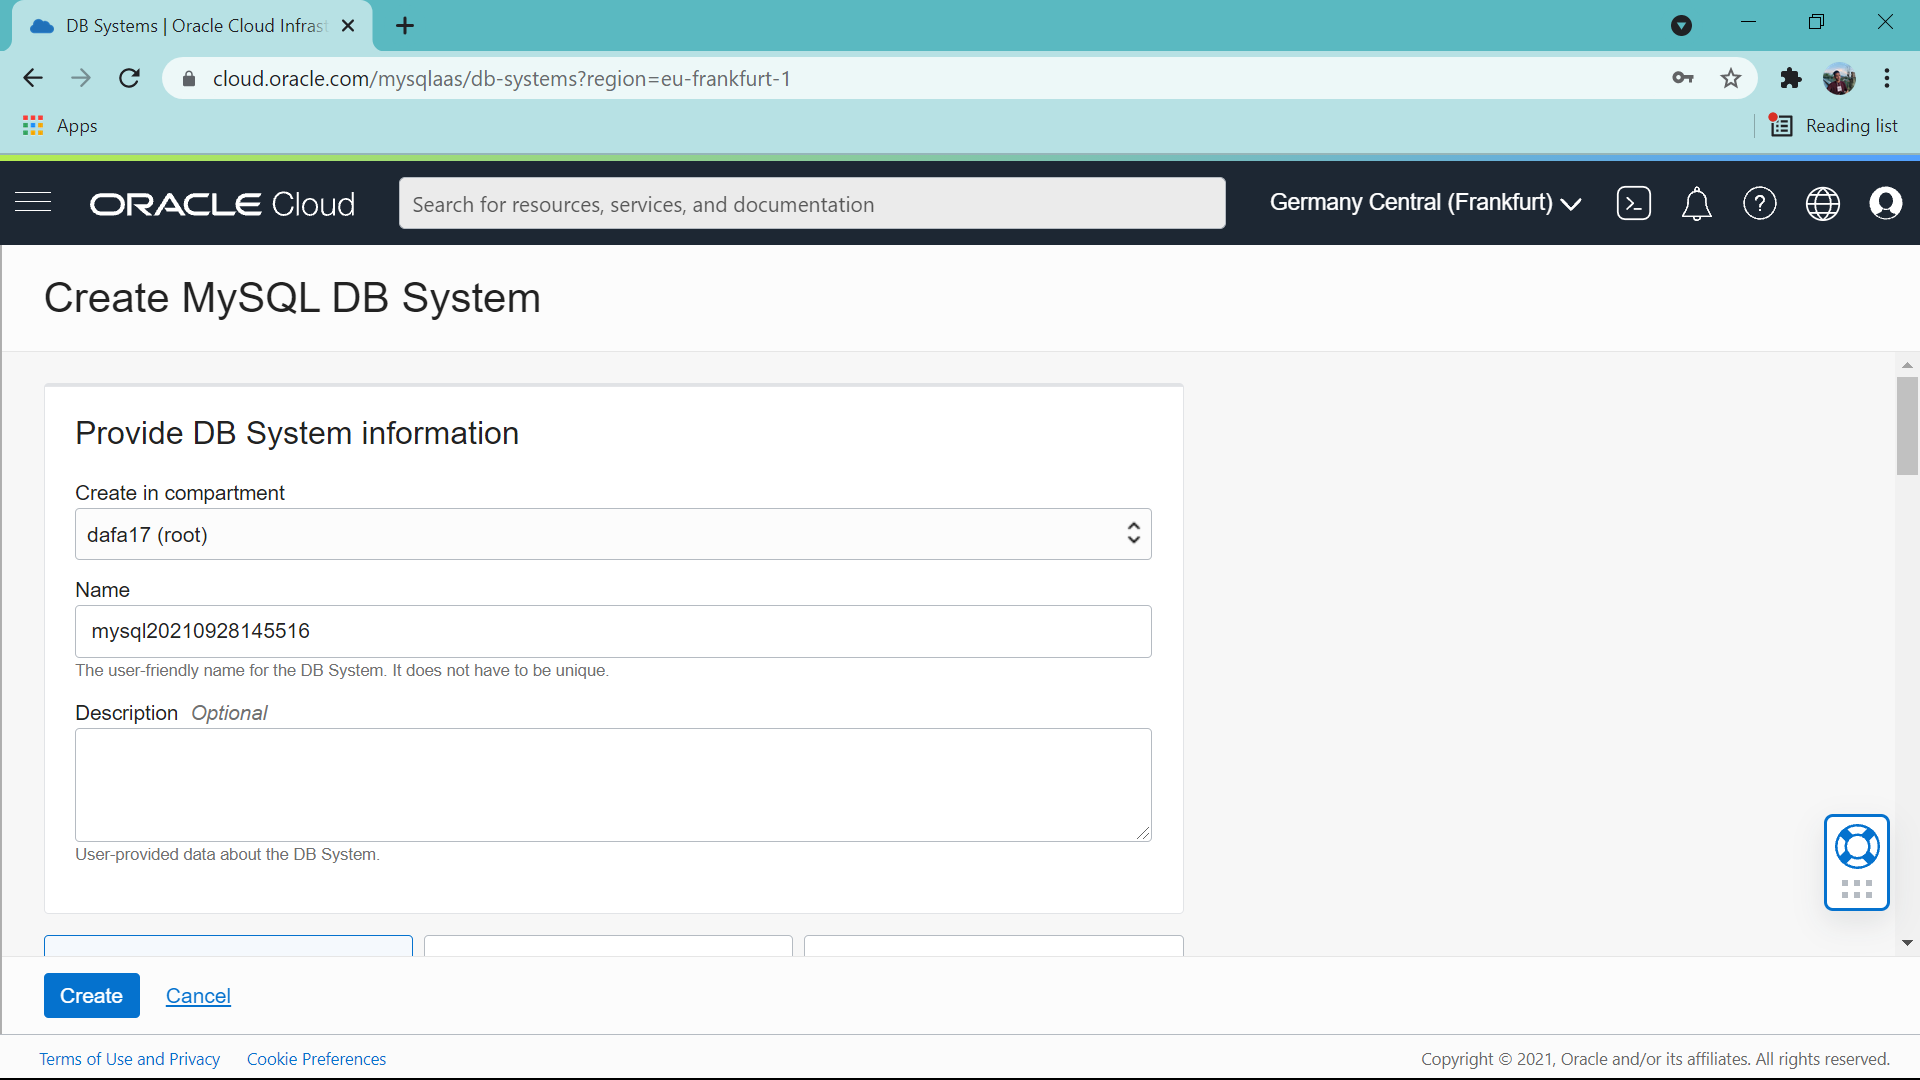 DB Systems | Oracle Cloud Infrast
cloud.oracle.com/mysqlaas/db-systems?region=eu-frankfurt-1
Apps
Reading list
ORACLE Cloud
Search for resources, services, and documentation
Germany Central (Frankfurt)
Create MySQL DB System
Provide DB System information
Create in compartment
dafa17 (root)
Name
mysql20210928145516
The user-friendly name for the DB System. It does not have to be unique.
Description Optional
User-provided data about the DB System.
Create
Cancel
Terms of Use and Privacy
Cookie Preferences
Copyright © 2021, Oracle and/or its affiliates. All rights reserved.